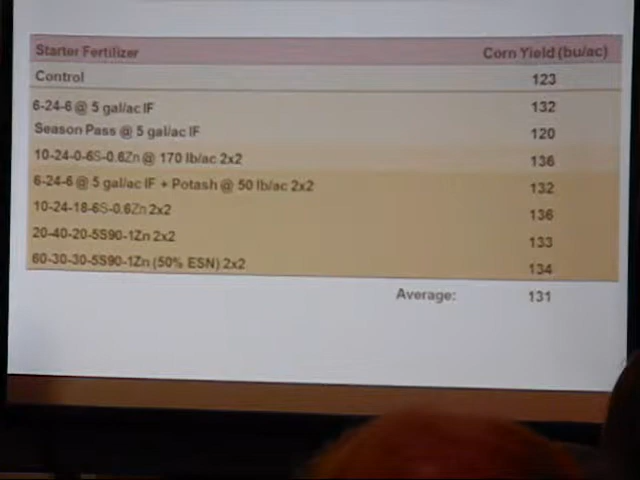 Starter Fertilizer Corn Yield (bu/ac)
Control 123
6-24-6 @ 5 gal/ac IF 132
Season Pass @ 5 gal/ac IF 120
10-24-0-6S-0.6Zn @ 170 lb/ac 2x2 136
6-24-6 @ 5 gal/ac IF + Potash @ 50 lb/ac 2x2 132
10-24-18-6S-0.6Zn 2x2 136
20-40-20-5S90-1Zn 2x2 133
60-30-30-5S90-1Zn (50% ESN) 2x2 134
Average: 131